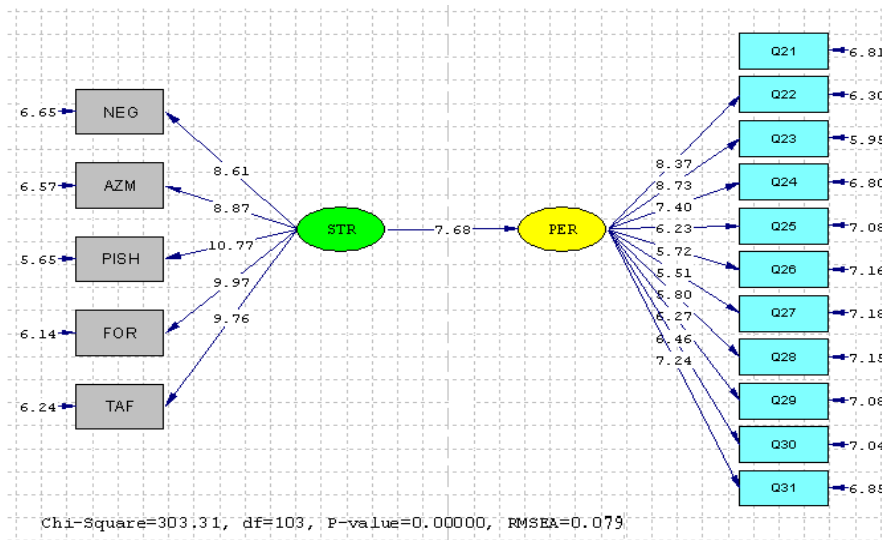 Q21
6.81
Q22
6.30
NEG
6.65
Q23
5.95
8.61
8.37
8.73
Q24
6.80
AZM
6.57
8.87
7.40
STR
7.68
PER
6.23
Q25
7.08
10.77
5.72
PISH
5.65
Q26
7.16
9.97
5.51
5.80
Q27
7.18
9.76
6.27
FOR
6.14
6.46
Q28
7.15
7.24
Q29
7.08
TAF
6.24
Q30
7.04
Q31
6.85
Chi-Square=303.31, df=103, P-value=0.00000, RMSEA=0.079